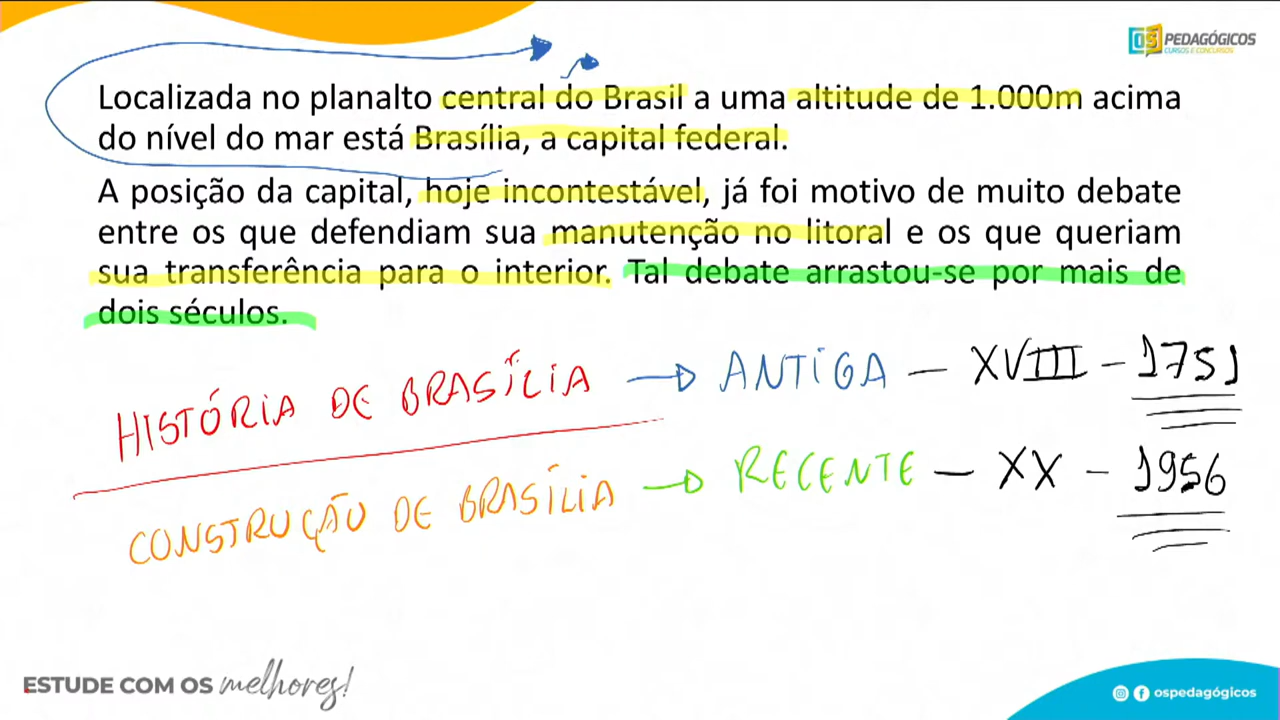 OS PEDAGÓGICOS
CURSOS E CONCURSOS
Localizada no planalto central do Brasil a uma altitude de 1.000m acima
do nível do mar está Brasília, a capital federal.
A posição da capital, hoje incontestável, já foi motivo de muito debate
entre os que defendiam sua manutenção no litoral e os que queriam
sua transferência para o interior. Tal debate arrastou-se por mais de
dois séculos.
HISTÓRIA DE BRASÍLIA → ANTIGA — XVIII – 1751
CONSTRUÇÃO DE BRASÍLIA → RECENTE — XX – 1956
ESTUDE COM OS melhores!
ospedagógicos